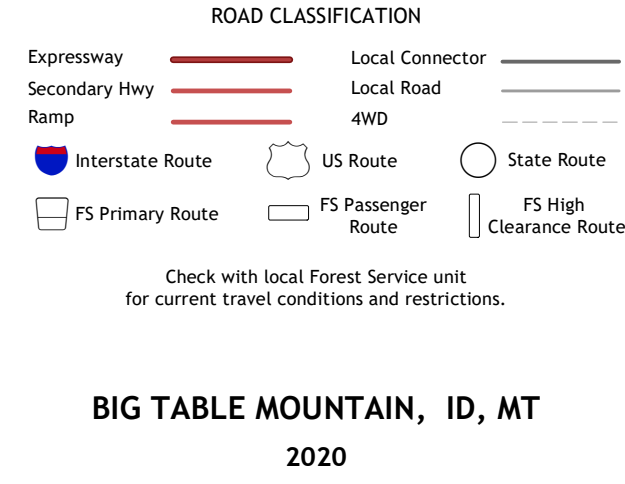 ROAD CLASSIFICATION
Expressway
Local Connector
Secondary Hwy
Local Road
Ramp
4WD
Interstate Route
US Route
State Route
FS Primary Route
FS Passenger
Route
FS High
Clearance Route
Check with local Forest Service unit
for current travel conditions and restrictions.
BIG TABLE MOUNTAIN, ID, MT
2020